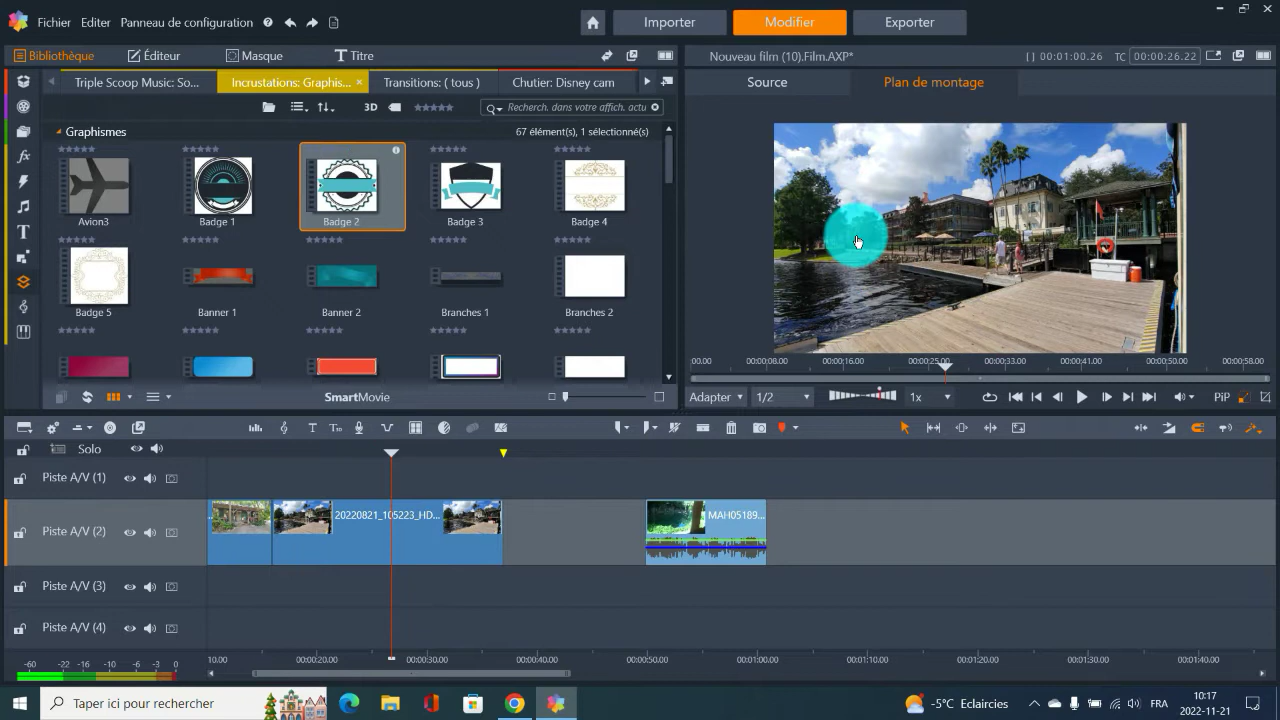 Fichier Editer Panneau de configuration
Importer Modifier Exporter
Bibliothèque Éditeur Masque Titre
Nouveau film (10).Film.AXP* [] 00:01:00.26 TC 00:00:26.22
Triple Scoop Music: So... Incrustations: Graphis... × Transitions: ( tous ) Chutier: Disney cam
Source Plan de montage
3D Recherch. dans votre affich. actu
Graphismes 67 élément(s), 1 sélectionné(s)
Avion3 Badge 1 Badge 2 Badge 3 Badge 4
Badge 5 Banner 1 Banner 2 Branches 1 Branches 2
:00.00 00:00:08.00 00:00:16.00 00:00:25.00 00:00:33.00 00:00:41.00 00:00:50.00 00:00:58.00
SmartMovie
Adapter 1/2 1x PiP
Solo
Piste A/V (1)
Piste A/V (2) 20220821_105223_HD... MAH05189...
Piste A/V (3)
Piste A/V (4)
-60 -22 -16 -10 -6 -3 0
10.00 00:00:20.00 00:00:30.00 00:00:40.00 00:00:50.00 00:01:00.00 00:01:10.00 00:01:20.00 00:01:30.00 00:01:40.00
Taper ici pour rechercher
-5°C Eclaircies FRA
10:17
2022-11-21